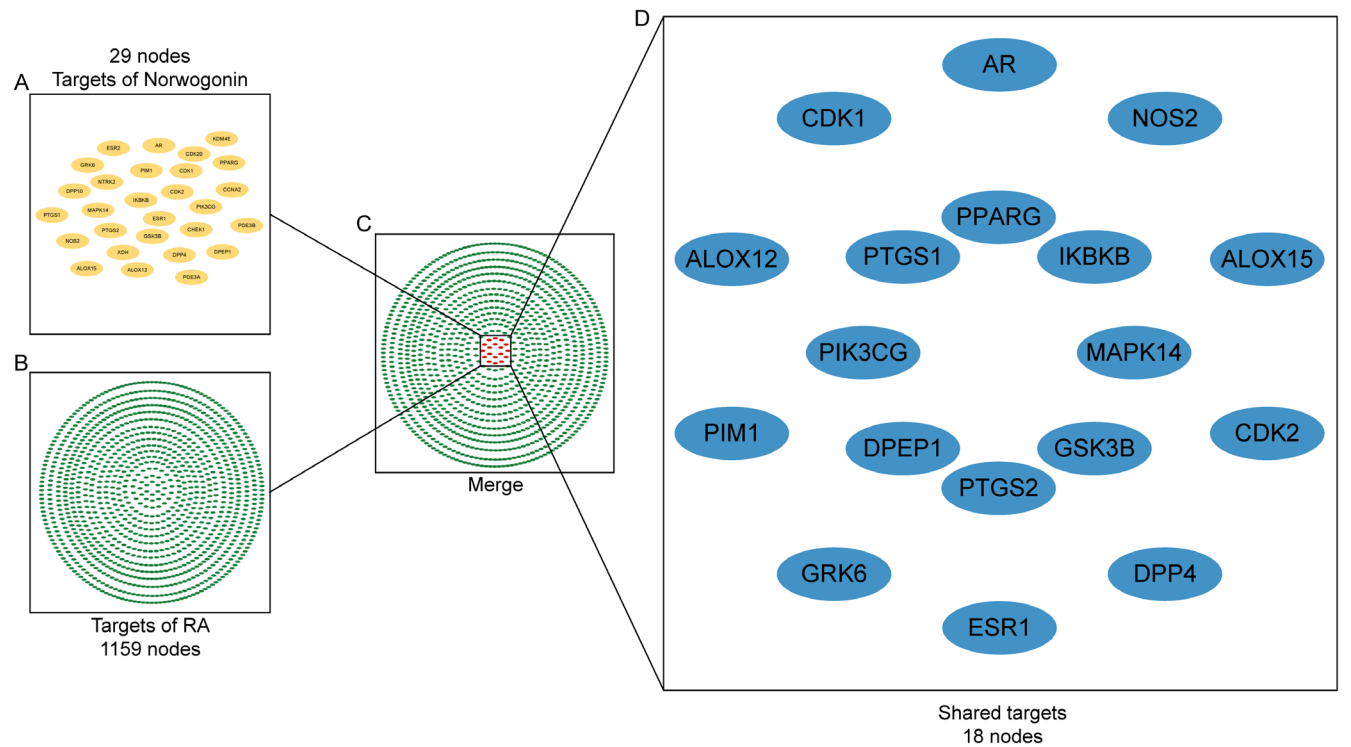 29 nodes
Targets of Norwogonin
A
KDM4E
ESR2
AR
CDK20
GRK6
PIM1
CDK1
PPARG
NTRK2
DPP10
CDK2
CCNA2
IKBKB
PIK3CG
PTGS1
MAPK14
ESR1
PDE3B
PTGS2
CHEK1
NOS2
GSK3B
XDH
DPP4
DPEP1
ALOX15
ALOX12
PDE3A
B
Targets of RA
1159 nodes
C
Merge
D
AR
CDK1
NOS2
PPARG
ALOX12
PTGS1
IKBKB
ALOX15
PIK3CG
MAPK14
PIM1
DPEP1
GSK3B
CDK2
PTGS2
GRK6
DPP4
ESR1
Shared targets
18 nodes